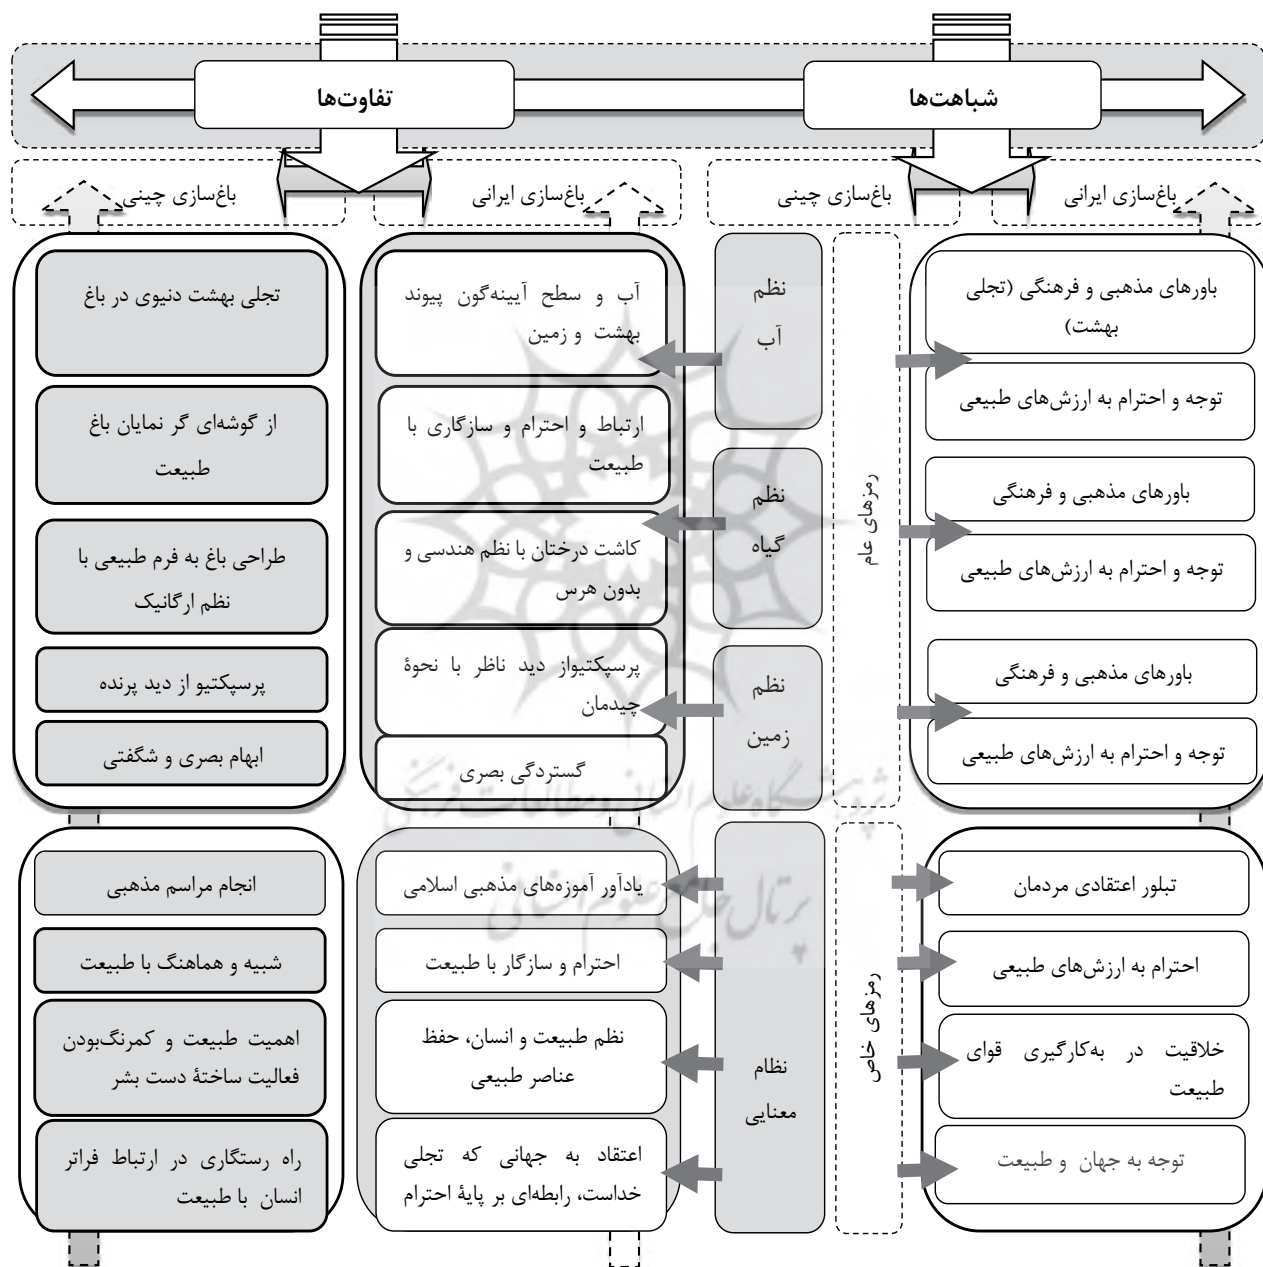 شباهت‌ها
تفاوت‌ها
باغ‌سازی ایرانی
باغ‌سازی چینی
باغ‌سازی ایرانی
باغ‌سازی چینی
باورهای مذهبی و فرهنگی (تجلی
بهشت)
توجه و احترام به ارزش‌های طبیعی
باورهای مذهبی و فرهنگی
توجه و احترام به ارزش‌های طبیعی
باورهای مذهبی و فرهنگی
توجه و احترام به ارزش‌های طبیعی
رمزهای عام
نظم
آب
نظم
گیاه
نظم
زمین
آب و سطح آیینه‌گون پیوند
بهشت و زمین
ارتباط و احترام و سازگاری با
طبیعت
کاشت درختان با نظم هندسی و
بدون هرس
پرسپکتیواز دید ناظر با نحوهٔ
چیدمان
گستردگی بصری
تجلی بهشت دنیوی در باغ
از گوشه‌ای گر نمایان باغ
طبیعت
طراحی باغ به فرم طبیعی با
نظم ارگانیک
پرسپکتیو از دید پرنده
ابهام بصری و شگفتی
پژوهشگاه علوم انسانی و مطالعات فرهنگی
پرتال جامع علوم انسانی
تبلور اعتقادی مردمان
احترام به ارزش‌های طبیعی
خلاقیت در به‌کارگیری قوای
طبیعت
توجه به جهان و طبیعت
رمزهای خاص
نظام
معنایی
یادآور آموزه‌های مذهبی اسلامی
احترام و سازگار با طبیعت
نظم طبیعت و انسان، حفظ
عناصر طبیعی
اعتقاد به جهانی که تجلی
خداست، رابطه‌ای بر پایهٔ احترام
انجام مراسم مذهبی
شبیه و هماهنگ با طبیعت
اهمیت طبیعت و کمرنگ‌بودن
فعالیت ساختهٔ دست بشر
راه رستگاری در ارتباط فراتر
انسان با طبیعت